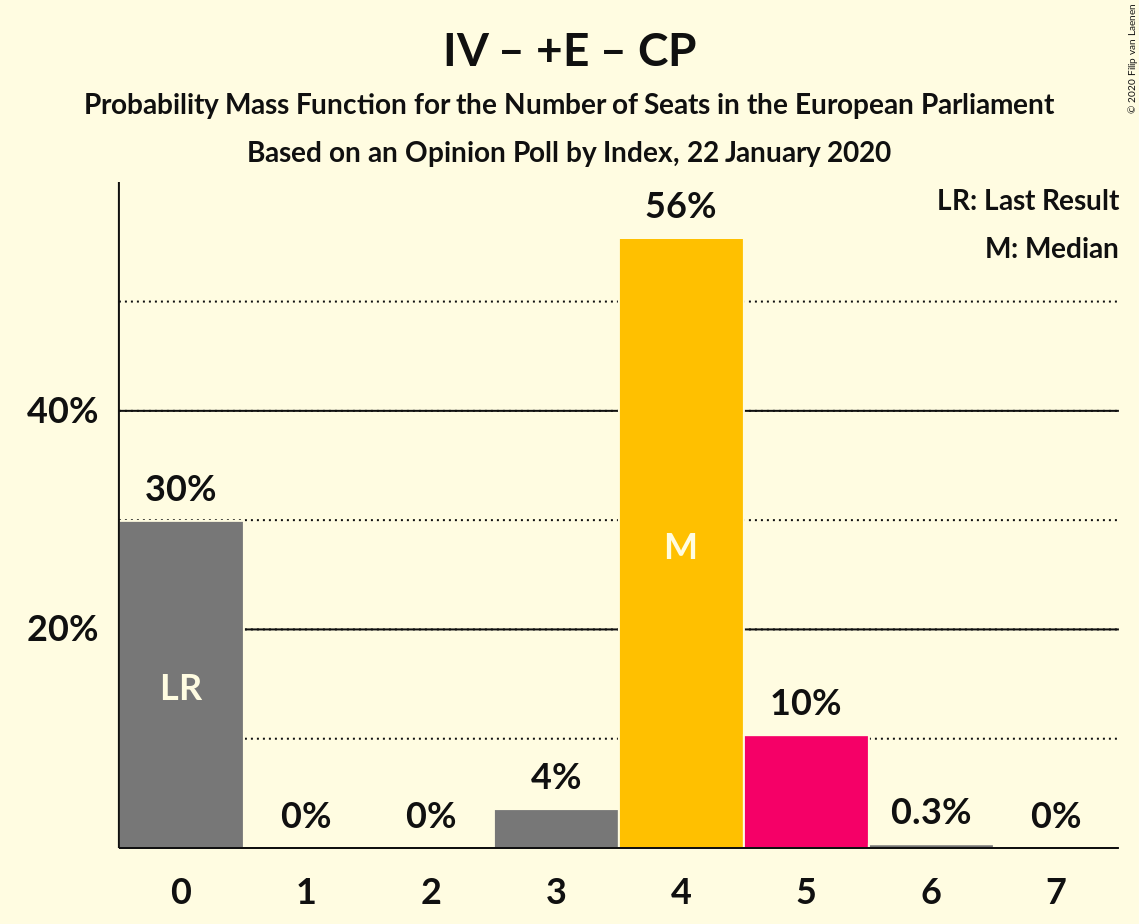 IV – +E – CP
Probability Mass Function for the Number of Seats in the European Parliament
Based on an Opinion Poll by Index, 22 January 2020
© 2020 Filip van Laenen
LR: Last Result
M: Median
56%
40%
30%
M
20%
LR
10%
4%
0%
0%
0.3%
0%
0 1 2 3 4 5 6 7